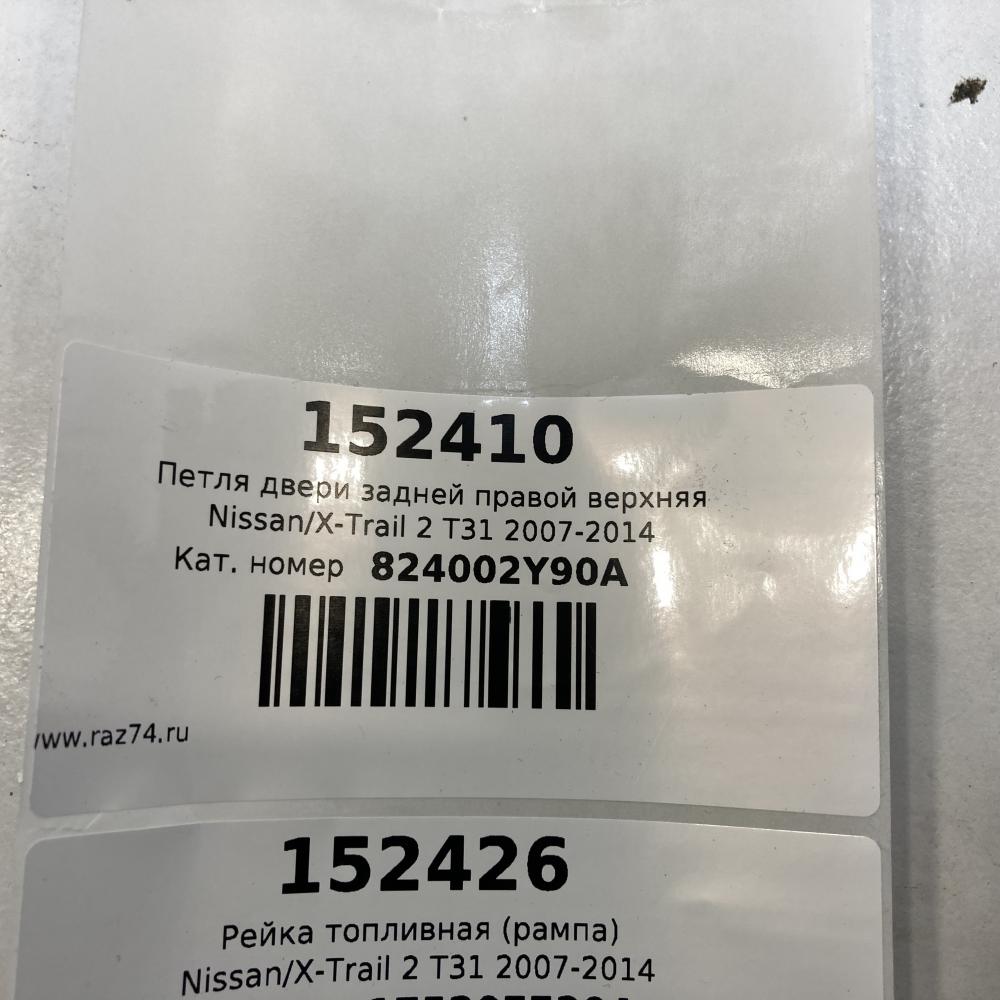 152410
Петля двери задней правой верхняя
Nissan/X-Trail 2 T31 2007-2014
Кат. номер 824002Y90A
www.raz74.ru
152426
Рейка топливная (рампа)
Nissan/X-Trail 2 T31 2007-2014